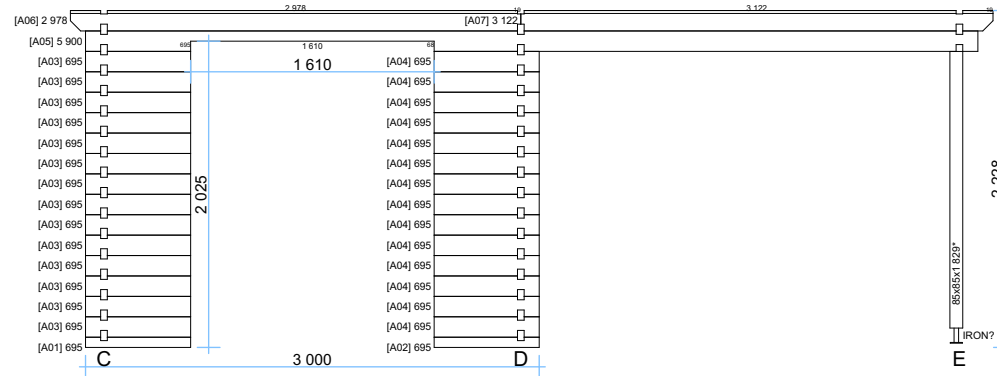 2 978
3 122
[A06] 2 978
[A07] 3 122
[A05] 5 900
695
1 610
68
1 610
[A03] 695
[A04] 695
[A03] 695
[A04] 695
[A03] 695
[A04] 695
[A03] 695
[A04] 695
[A03] 695
[A04] 695
[A03] 695
[A04] 695
[A03] 695
[A04] 695
[A03] 695
[A04] 695
[A03] 695
[A04] 695
[A03] 695
[A04] 695
[A03] 695
[A04] 695
[A03] 695
[A04] 695
[A03] 695
[A04] 695
[A03] 695
[A04] 695
2 025
85x85x1 829*
IRON?
[A01] 695
[A02] 695
C
3 000
D
E